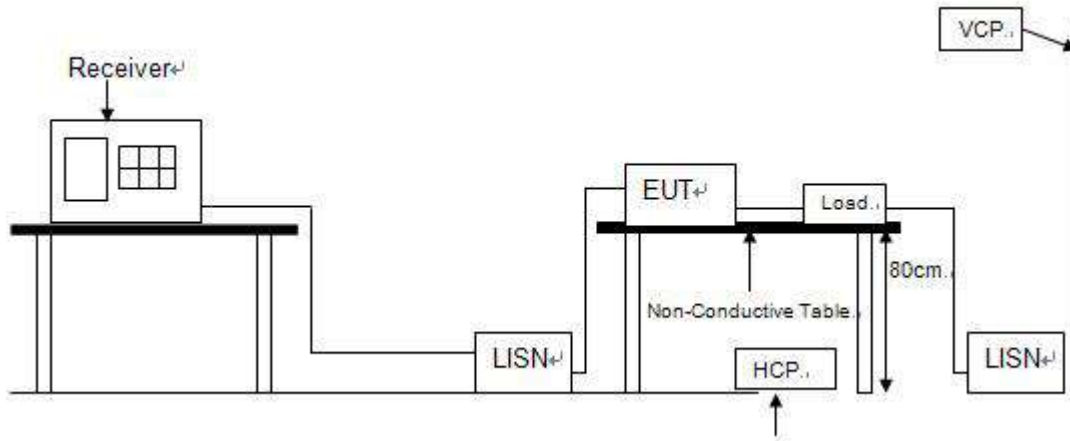 VCP.
Receiver↵
EUT↵
Load.
80cm.
Non-Conductive Table.
LISN↵
HCP.
LISN↵